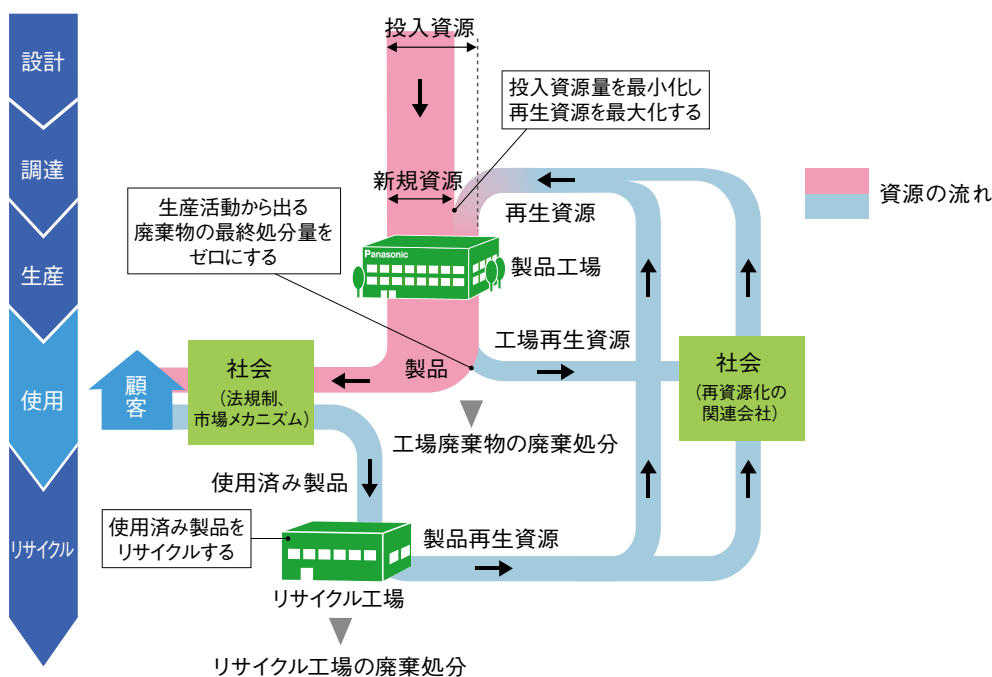 設計
調達
生産
使用
リサイクル
投入資源
投入資源量を最小化し
再生資源を最大化する
新規資源
再生資源
資源の流れ
生産活動から出る
廃棄物の最終処分量を
ゼロにする
Panasonic
製品工場
工場再生資源
製品
顧客
社会
(法規制、
市場メカニズム)
社会
(再資源化の
関連会社)
工場廃棄物の廃棄処分
使用済み製品
使用済み製品を
リサイクルする
製品再生資源
リサイクル工場
リサイクル工場の廃棄処分